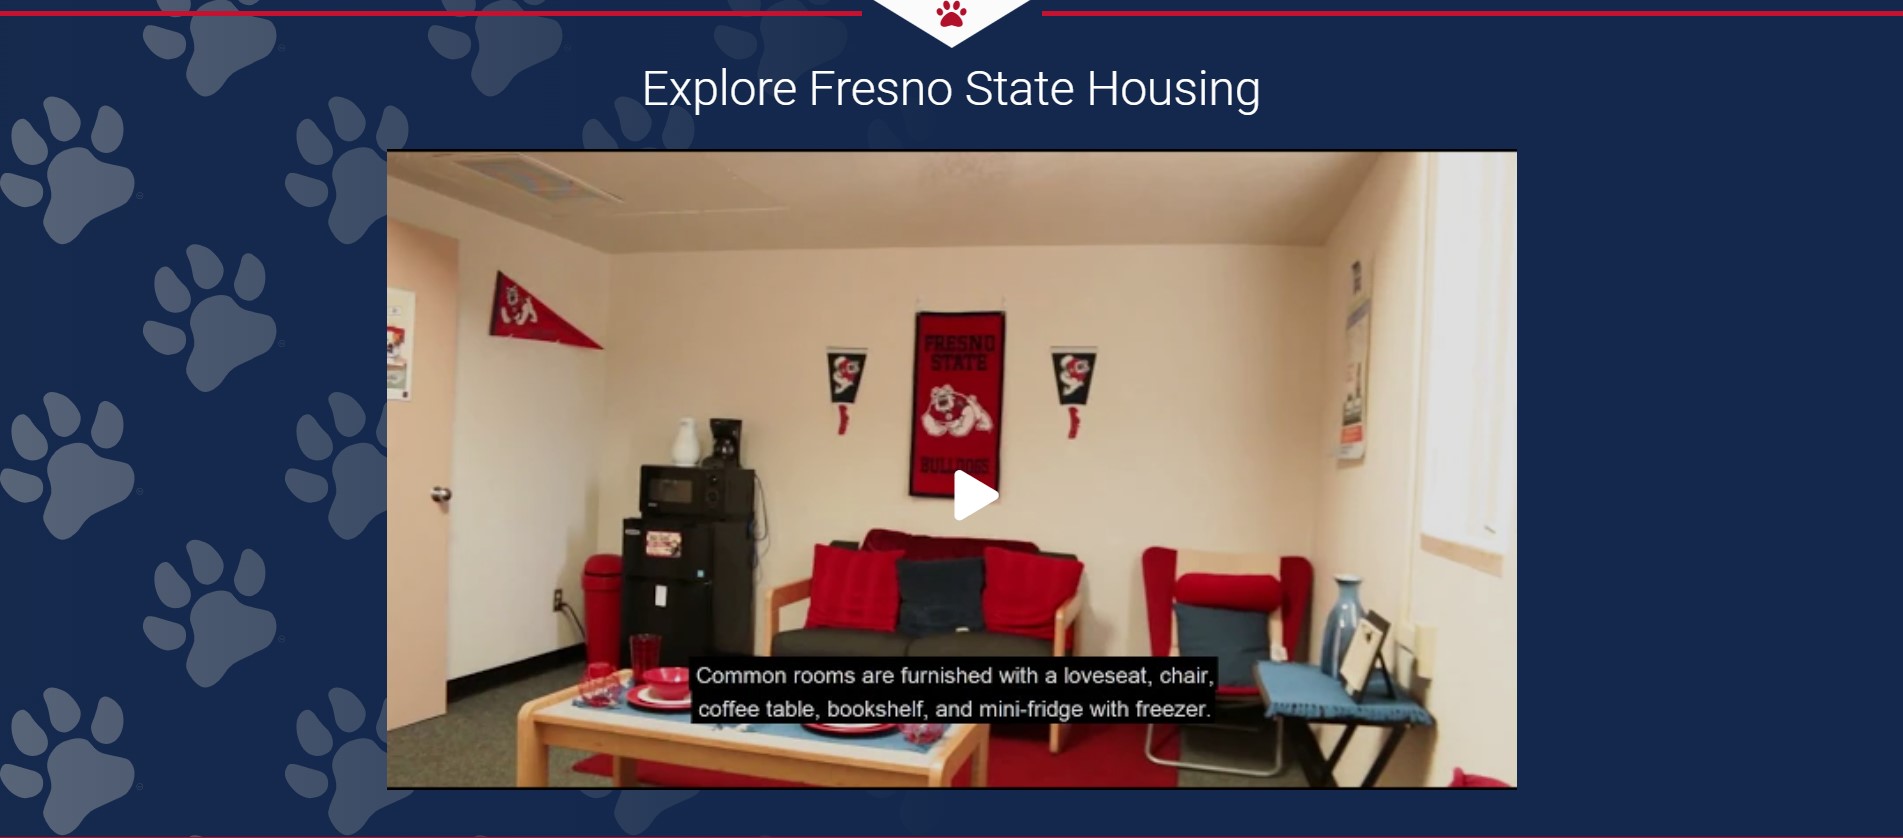 Explore Fresno State Housing
FRESNO
STATE
BULLDOGS
Common rooms are furnished with a loveseat, chair,
coffee table, bookshelf, and mini-fridge with freezer.